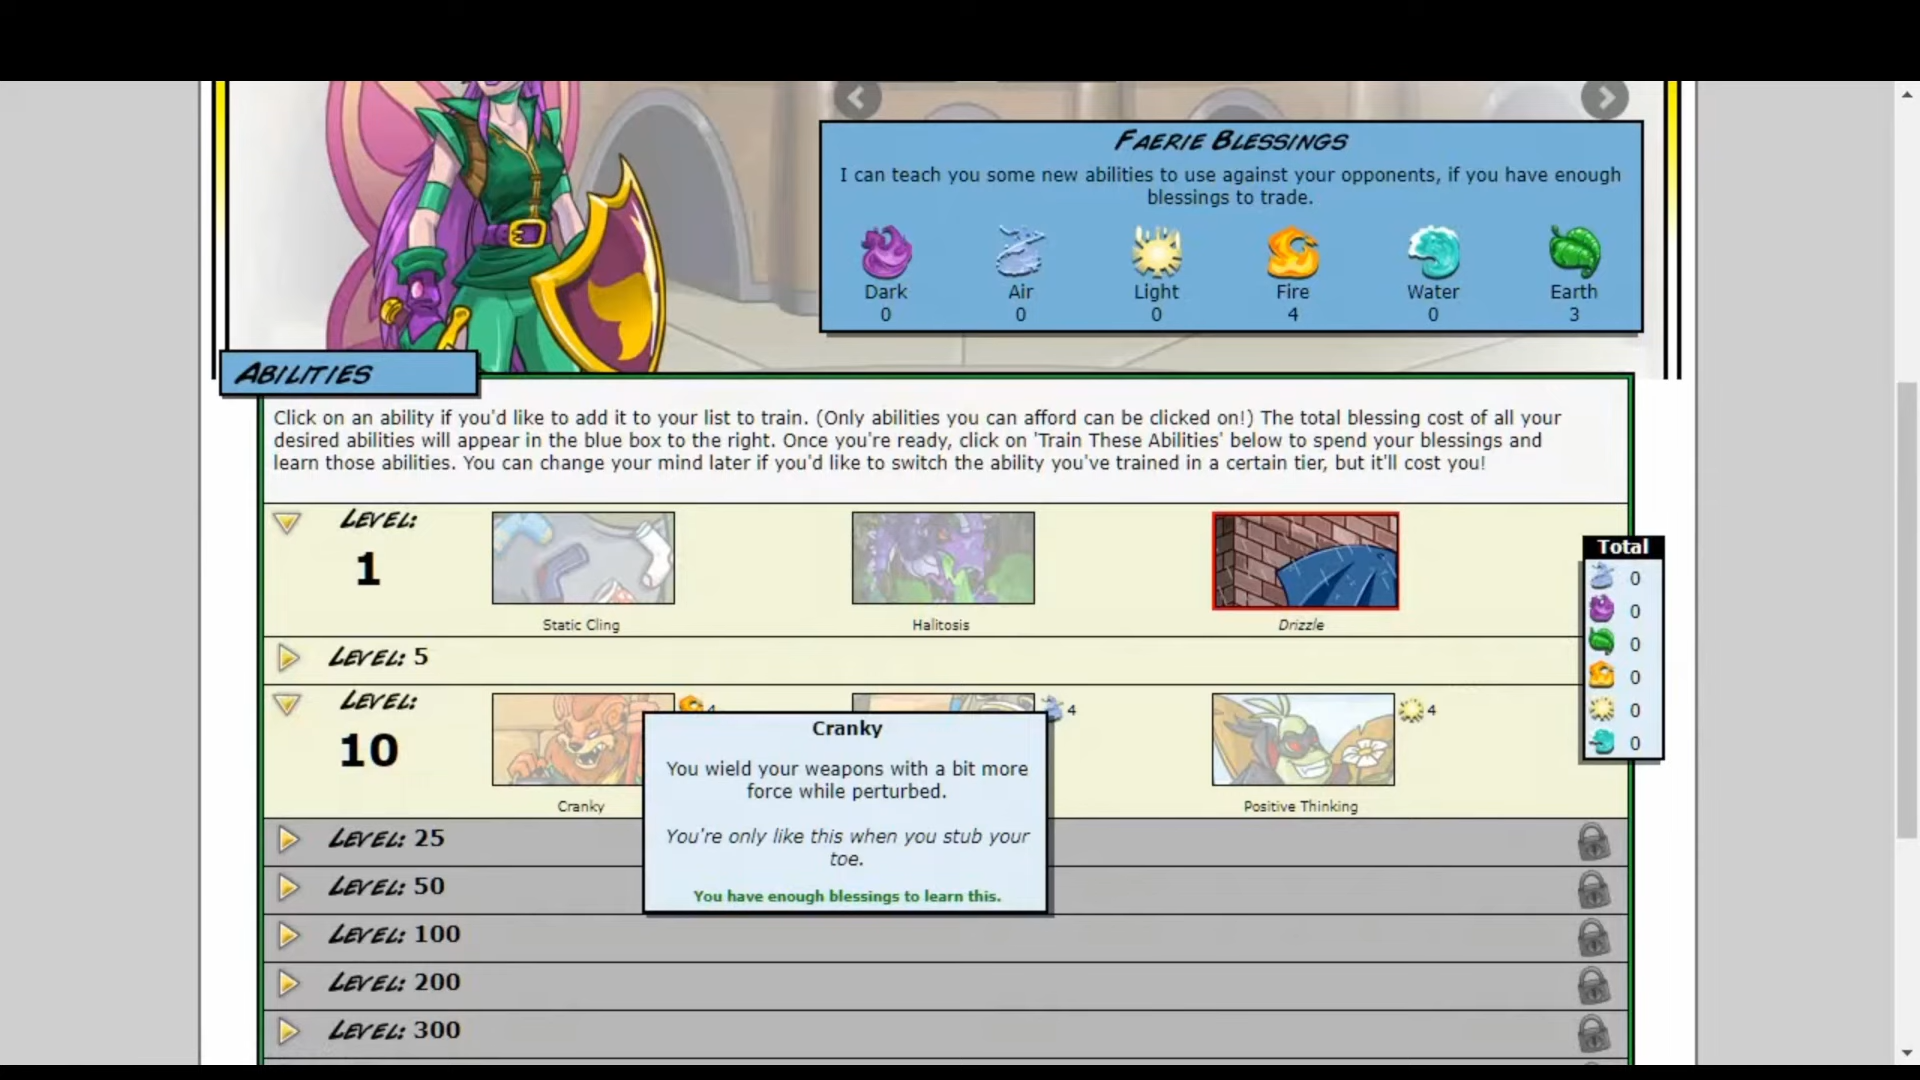 FAERIE BLESSINGS
I can teach you some new abilities to use against your opponents, if you have enough
blessings to trade.
Dark Air Light Fire Water Earth
0 0 0 4 0 3
ABILITIES
Click on an ability if you'd like to add it to your list to train. (Only abilities you can afford can be clicked on!) The total blessing cost of all your
desired abilities will appear in the blue box to the right. Once you're ready, click on 'Train These Abilities' below to spend your blessings and
learn those abilities. You can change your mind later if you'd like to switch the ability you've trained in a certain tier, but it'll cost you!
LEVEL:
1
Static Cling Halitosis Drizzle
Total
0
0
0
0
0
0
LEVEL: 5
LEVEL:
10
4 4 4
Cranky Positive Thinking
Cranky
You wield your weapons with a bit more
force while perturbed.
You're only like this when you stub your
toe.
You have enough blessings to learn this.
LEVEL: 25
LEVEL: 50
LEVEL: 100
LEVEL: 200
LEVEL: 300